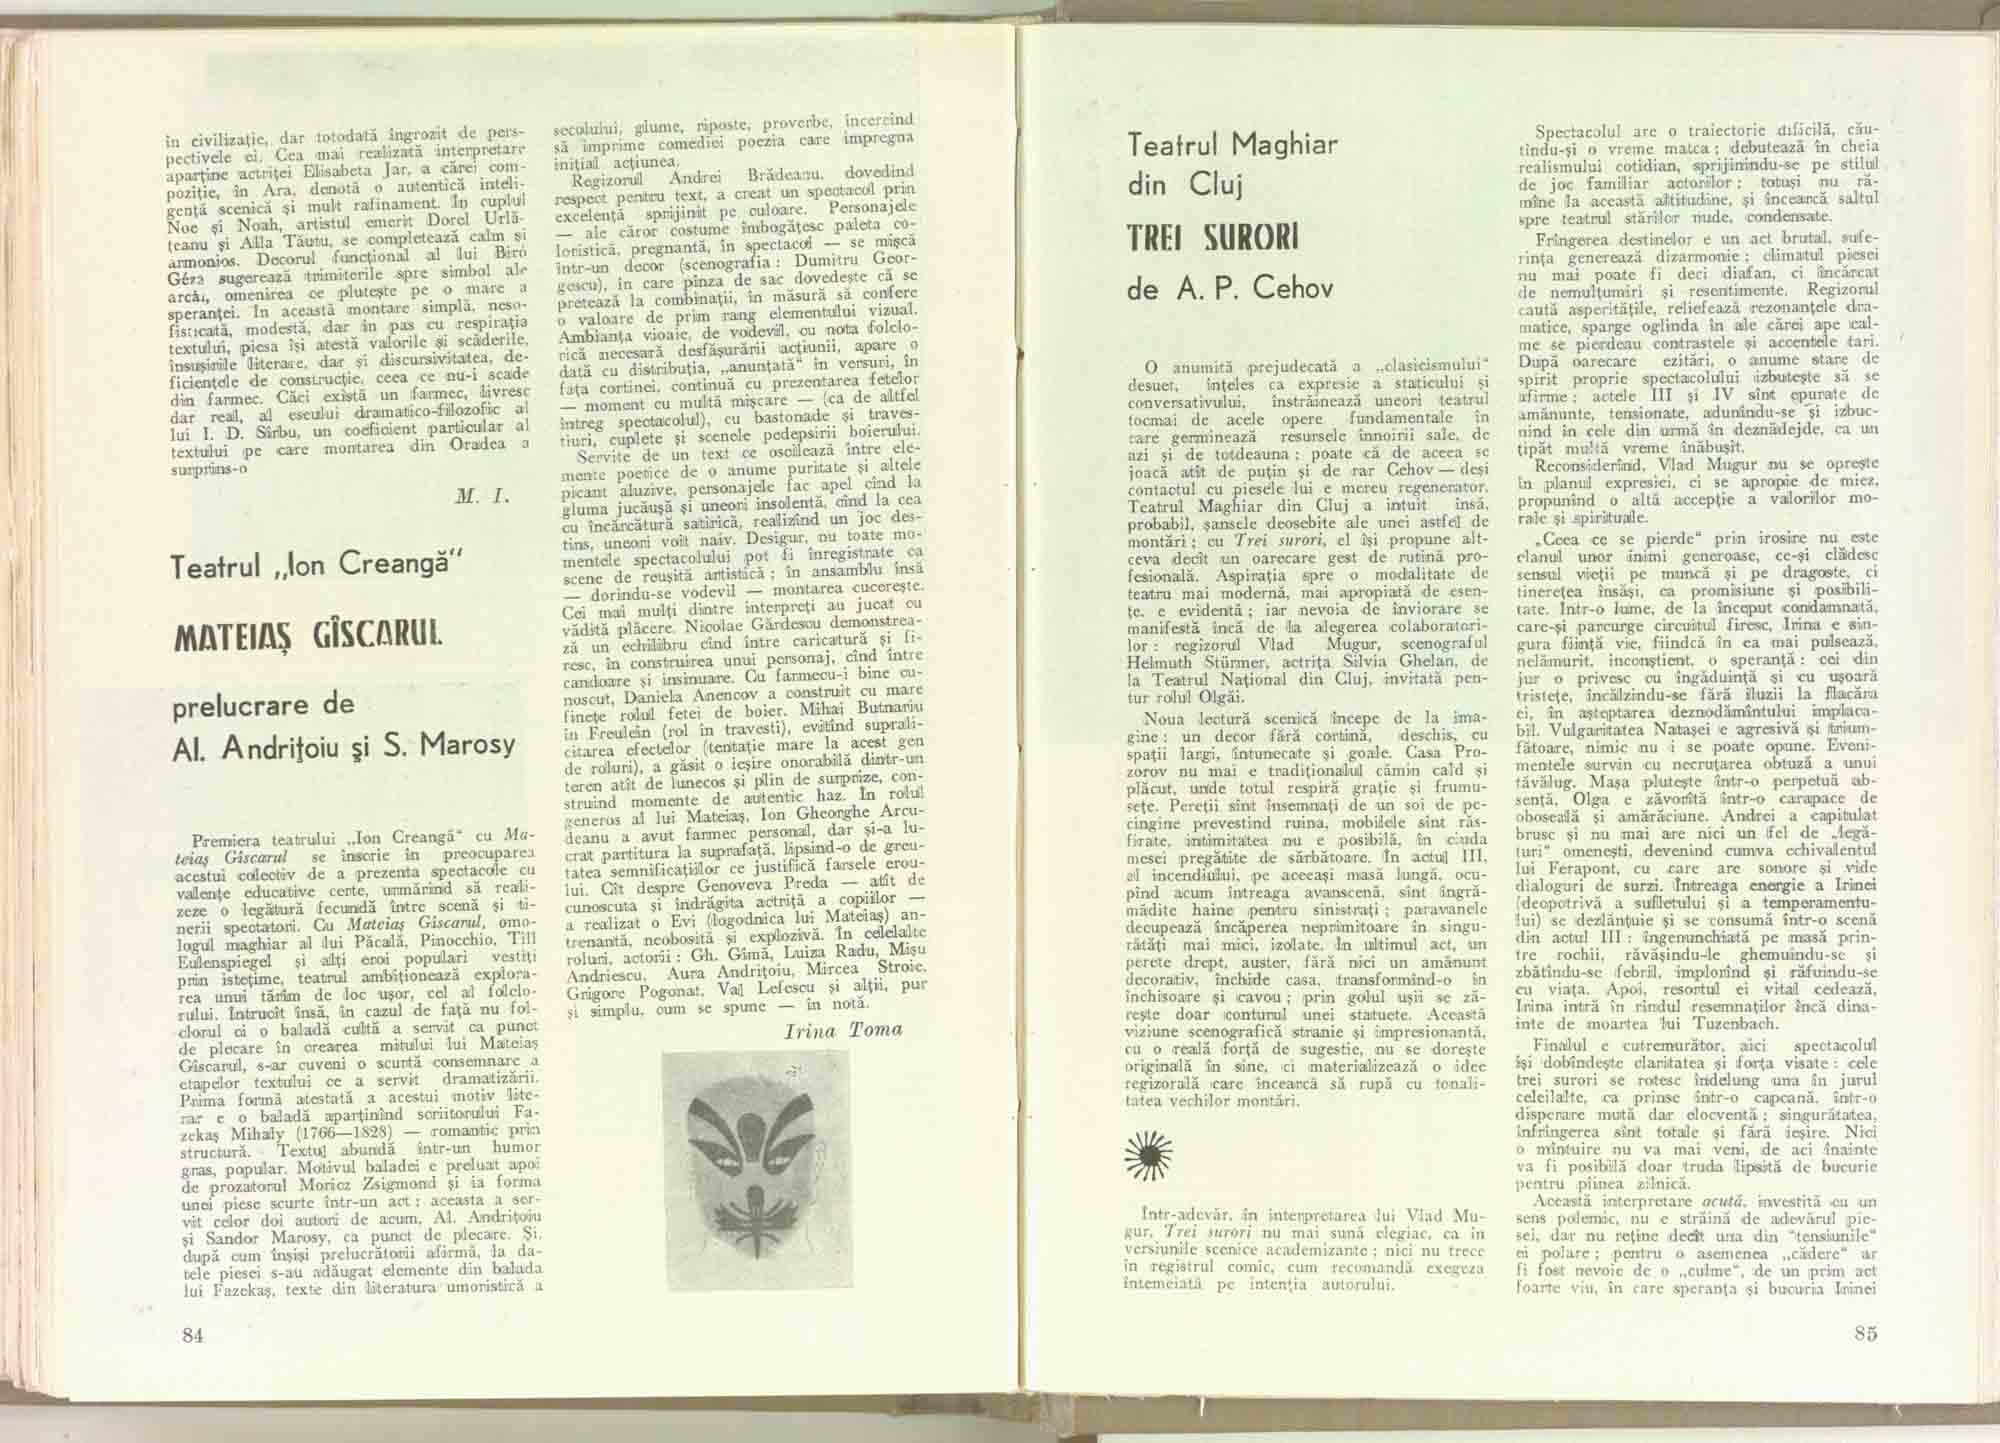 în civilizație, dar totodată îngrozit de pers-
pectivele ei. Cea mai realizată interpretare
aparține actriței Elisabeta Jar, a cărei com-
poziție, în Ara, denotă o autentică inteli-
gență scenică și mult rafinament. În cuplul
Noe și Noah, artistul emerit Dorel Urlă-
țeanu și Alla Tăutu, se completează calm și
armonios. Decorul funcțional al lui Biró
Géza sugerează trimiterile spre simbol ale
arcăi, omenirea ce plutește pe o mare a
speranței. În această montare simplă, neso-
fisticată, modestă, dar în pas cu respirația
textului, piesa își atestă valorile și scăderile,
însușirile literare, dar și discursivitatea, de-
ficiențele de construcție, ceea ce nu-i scade
din farmec. Căci există un farmec, livresc
dar real, al eseului dramatico-filozofic al
lui I. D. Sîrbu, un coeficient particular al
textului pe care montarea din Oradea a
surprins-o
M. I.
Teatrul „Ion Creangă"
MATEIAȘ GÎSCARUL
prelucrare de
Al. Andrițoiu și S. Marosy
Premiera teatrului „Ion Creangă" cu Ma-
teiaș Gîscarul se înscrie în preocuparea
acestui colectiv de a prezenta spectacole cu
valențe educative certe, urmărind să reali-
zeze o legătură fecundă între scenă și ti-
nerii spectatori. Cu Mateiaș Gîscarul, omo-
logul maghiar al lui Păcală, Pinocchio, Till
Eullenspiegel și alți eroi populari vestiți
prin istețime, teatrul ambiționează explora-
rea unui tărîm de loc ușor, cel al folclo-
rului. Întrucît însă, în cazul de față nu fol-
clorul ci o baladă cultă a servit ca punct
de plecare în crearea mitului lui Mateiaș
Gîscarul, s-ar cuveni o scurtă consemnare a
etapelor textului ce a servit dramatizării.
Prima formă atestată a acestui motiv lite-
rar e o baladă aparținînd scriitorului Fa-
zekaș Mihaly (1766—1828) — romantic prin
structură. Textul abundă într-un humor
gras, popular. Motivul baladei e preluat apoi
de prozatorul Moricz Zsigmond și ia forma
unei piese scurte într-un act ; aceasta a ser-
vit celor doi autori de acum, Al. Andrițoiu
și Sandor Marosy, ca punct de plecare. Și,
după cum înșiși prelucrătorii afirmă, la da-
tele piesei s-au adăugat elemente din balada
lui Fazekaș, texte din literatura umoristică a
84
secolului, glume, riposte, proverbe, încercînd
să imprime comediei poezia care impregna
inițial acțiunea.
Regizorul Andrei Brădeanu, dovedind
respect pentru text, a creat un spectacol prin
excelență sprijinit pe culoare. Personajele
— ale căror costume îmbogățesc paleta co-
loristică, pregnantă, în spectacol — se mișcă
într-un decor (scenografia : Dumitru Geor-
gescu), în care pînza de sac dovedește că se
pretează la combinații, în măsură să confere
o valoare de prim rang elementului vizual.
Ambianța vioaie, de vodevil, cu nota folclo-
rică necesară desfășurării acțiunii, apare o
dată cu distribuția, „anunțată" în versuri, în
fața cortinei, continuă cu prezentarea fetelor
— moment cu multă mișcare — (ca de altfel
întreg spectacolul), cu bastonade și traves-
tiuri, cuplete și scenele pedepsirii boierului.
Servite de un text ce oscilează între ele-
mente poetice de o anume puritate și altele
picant aluzive, personajele fac apel cînd la
gluma jucăușă și uneori insolentă, cînd la cea
cu încărcătură satirică, realizînd un joc des-
tins, uneori voit naiv. Desigur, nu toate mo-
mentele spectacolului pot fi înregistrate ca
scene de reușită artistică ; în ansamblu însă
— dorindu-se vodevil — montarea cucerește.
Cei mai mulți dintre interpreți au jucat cu
vădită plăcere. Nicolae Gărdescu demonstrea-
ză un echilibru cînd între caricatură și fi-
resc, în construirea unui personaj, cînd între
candoare și insinuare. Cu farmecu-i bine cu-
noscut, Daniela Anencov a construit cu mare
finețe rolul fetei de boier. Mihai Butnariu
în Freulein (rol în travesti), evitînd suprali-
citarea efectelor (tentație mare la acest gen
de roluri), a găsit o ieșire onorabilă dintr-un
teren atît de lunecos și plin de surprize, con-
struind momente de autentic haz. În rolul
generos al lui Mateiaș, Ion Gheorghe Arcu-
deanu a avut farmec personal, dar și-a lu-
crat partitura la suprafață, lipsind-o de greu-
tatea semnificațiilor ce justifică farsele erou-
lui. Cît despre Genoveva Preda — atît de
cunoscuta și îndrăgita actriță a copiilor —
a realizat o Evi (logodnica lui Mateiaș) an-
trenantă, neobosită și explozivă. În celelalte
roluri, actorii : Gh. Gîmă, Luiza Radu, Mișu
Andriescu, Aura Andrițoiu, Mircea Stroie,
Grigore Pogonat, Val Lefescu și alții, pur
și simplu, cum se spune — în notă.
Irina Toma
Teatrul Maghiar
din Cluj
TREI SURORI
de A. P. Cehov
O anumită prejudecată a „clasicismului"
desuet, înțeles ca expresie a staticului și
conversativului, înstrăinează uneori teatrul
tocmai de acele opere fundamentale în
care germinează resursele înnoirii sale, de
azi și de totdeauna ; poate că de aceea se
joacă atît de puțin și de rar Cehov — deși
contactul cu piesele lui e mereu regenerator.
Teatrul Maghiar din Cluj a intuit însă,
probabil, șansele deosebite ale unei astfel de
montări ; cu Trei surori, el își propune alt-
ceva decît un oarecare gest de rutină pro-
fesională. Aspirația spre o modalitate de
teatru mai modernă, mai apropiată de esen-
țe, e evidentă ; iar nevoia de înviorare se
manifestă încă de la alegerea colaboratori-
lor : regizorul Vlad Mugur, scenograful
Helmuth Stürmer, actrița Silvia Ghelan, de
la Teatrul Național din Cluj, invitată pen-
tur rolul Olgăi.
Noua lectură scenică începe de la ima-
gine : un decor fără cortină, deschis, cu
spații largi, întunecate și goale. Casa Pro-
zorov nu mai e tradiționalul cămin cald și
plăcut, unde totul respiră grație și frumu-
sețe. Pereții sînt însemnați de un soi de pe-
cingine prevestind ruina, mobilele sînt răs-
firate, intimitatea nu e posibilă, în ciuda
mesei pregătite de sărbătoare. În actul III,
al incendiului, pe aceeași masă lungă, ocu-
pînd acum întreaga avanscenă, sînt îngră-
mădite haine pentru sinistrați ; paravanele
decupează încăperea neprimitoare în singu-
rătăți mai mici, izolate. În ultimul act, un
perete drept, auster, fără nici un amănunt
decorativ, închide casa, transformînd-o în
închisoare și cavou ; prin golul ușii se ză-
rește doar conturul unei statuete. Această
viziune scenografică stranie și impresionantă,
cu o reală forță de sugestie, nu se dorește
originală în sine, ci materializează o idee
regizorală care încearcă să rupă cu tonali-
tatea vechilor montări.
Într-adevăr, în interpretarea lui Vlad Mu-
gur, Trei surori nu mai sună elegiac, ca în
versiunile scenice academizante ; nici nu trece
în registrul comic, cum recomandă exegeza
întemeiată pe intenția autorului.
Spectacolul are o traiectorie dificilă, cău-
tîndu-și o vreme matca ; debutează în cheia
realismului cotidian, sprijinindu-se pe stilul
de joc familiar actorilor ; totuși nu ră-
mîne la această altitudine, și încearcă saltul
spre teatrul stărilor nude, condensate.
Frîngerea destinelor e un act brutal, sufe-
rința generează dizarmonie ; climatul piesei
nu mai poate fi deci diafan, ci încărcat
de nemulțumiri și resentimente. Regizorul
caută asperitățile, reliefează rezonanțele dra-
matice, sparge oglinda în ale cărei ape cal-
me se pierdeau contrastele și accentele tari.
După oarecare ezitări, o anume stare de
spirit proprie spectacolului izbutește să se
afirme ; actele III și IV sînt epurate de
amănunte, tensionate, adunîndu-se și izbuc-
nind în cele din urmă în deznădejde, ca un
țipăt multă vreme înăbușit.
Reconsiderînd, Vlad Mugur nu se oprește
în planul expresiei, ci se apropie de miez,
propunînd o altă accepție a valorilor mo-
rale și spirituale.
„Ceea ce se pierde" prin irosire nu este
elanul unor inimi generoase, ce-și clădesc
sensul vieții pe muncă și pe dragoste, ci
tinerețea însăși, ca promisiune și posibili-
tate. Într-o lume, de la început condamnată,
care-și parcurge circuitul firesc, Irina e sin-
gura ființă vie, fiindcă în ea mai pulsează,
nelămurit, inconștient, o speranță : cei din
jur o privesc cu îngăduință și cu ușoară
tristețe, încălzindu-se fără iluzii la flacăra
ei, în așteptarea deznodămîntului implaca-
bil. Vulgaritatea Natașei e agresivă și trium-
fătoare, nimic nu i se poate opune. Eveni-
mentele survin cu necruțarea obtuză a unui
tăvălug. Mașa plutește într-o perpetuă ab-
sență, Olga e zăvorîtă într-o carapace de
oboseală și amărăciune. Andrei a capitulat
brusc și nu mai are nici un fel de „legă-
turi" omenești, devenind cumva echivalentul
lui Ferapont, cu care are sonore și vide
dialoguri de surzi. Întreaga energie a Irinei
(deopotrivă a sufletului și a temperamentu-
lui) se dezlănțuie și se consumă într-o scenă
din actul III : îngenunchiată pe masă prin-
tre rochii, răvășindu-le ghemuindu-se și
zbătîndu-se febril, implorînd și răfuindu-se
cu viața. Apoi, resortul ei vital cedează,
Irina intră în rîndul resemnaților încă dina-
inte de moartea lui Tuzenbach.
Finalul e cutremurător, aici spectacolul
își dobîndește claritatea și forța visate : cele
trei surori se rotesc îndelung una în jurul
celeilalte, ca prinse într-o capcană, într-o
disperare mută dar elocventă ; singurătatea,
înfrîngerea sînt totale și fără ieșire. Nici
o mîntuire nu va mai veni, de aci înainte
va fi posibilă doar truda lipsită de bucurie
pentru pîinea zilnică.
Această interpretare acută, investită cu un
sens polemic, nu e străină de adevărul pie-
sei, dar nu reține decît una din "tensiunile"
ei polare ; pentru o asemenea „cădere" ar
fi fost nevoie de o „culme", de un prim act
foarte viu, în care speranța și bucuria Irinei
85